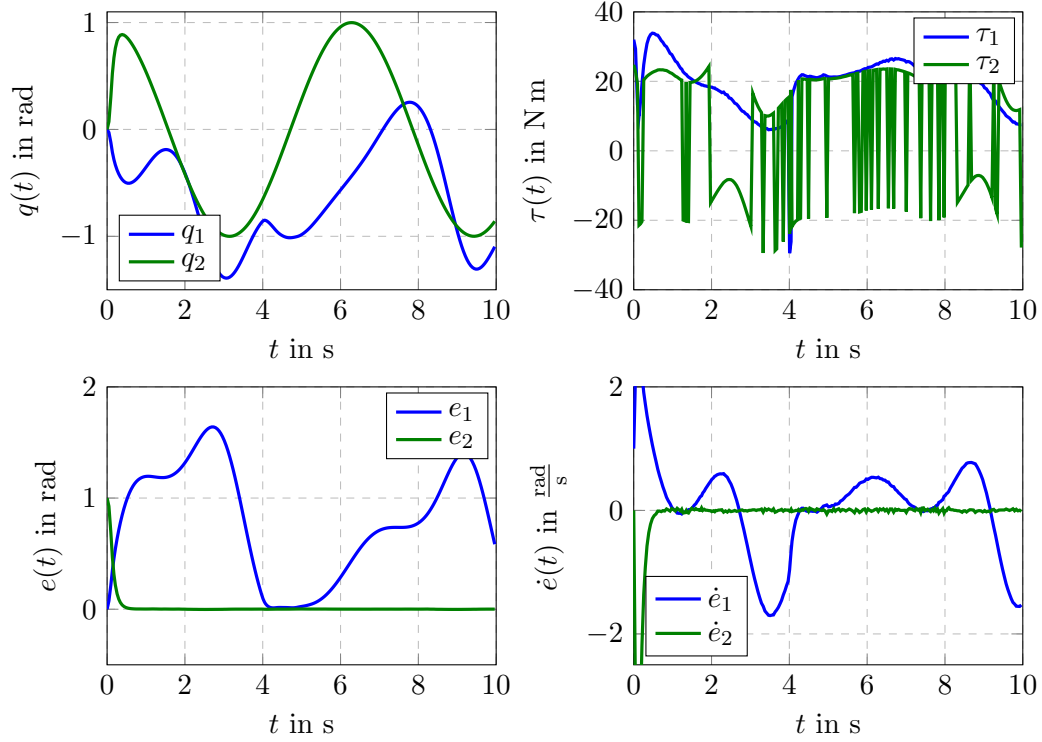 1
0
−1
0 2 4 6 8 10
q(t) in rad
t in s
q₁
q₂
40
20
0
−20
−40
0 2 4 6 8 10
τ(t) in N m
t in s
τ₁
τ₂
2
1
0
0 2 4 6 8 10
e(t) in rad
t in s
e₁
e₂
2
0
−2
0 2 4 6 8 10
ė(t) in rad/s
t in s
ė₁
ė₂